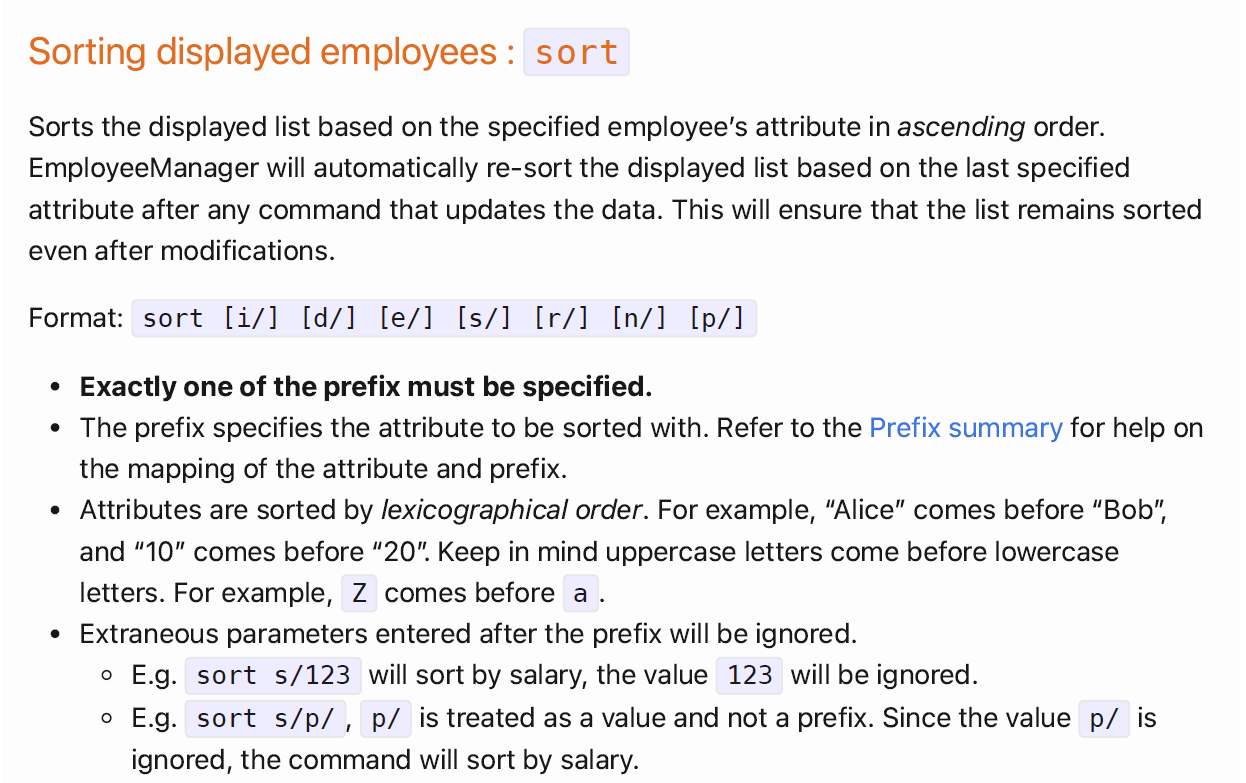 Sorting displayed employees : sort
Sorts the displayed list based on the specified employee’s attribute in ascending order.
EmployeeManager will automatically re-sort the displayed list based on the last specified
attribute after any command that updates the data. This will ensure that the list remains sorted
even after modifications.
Format: sort [i/] [d/] [e/] [s/] [r/] [n/] [p/]
• Exactly one of the prefix must be specified.
• The prefix specifies the attribute to be sorted with. Refer to the Prefix summary for help on
the mapping of the attribute and prefix.
• Attributes are sorted by lexicographical order. For example, “Alice” comes before “Bob”,
and “10” comes before “20”. Keep in mind uppercase letters come before lowercase
letters. For example, Z comes before a.
• Extraneous parameters entered after the prefix will be ignored.
◦ E.g. sort s/123 will sort by salary, the value 123 will be ignored.
◦ E.g. sort s/p/, p/ is treated as a value and not a prefix. Since the value p/ is
ignored, the command will sort by salary.